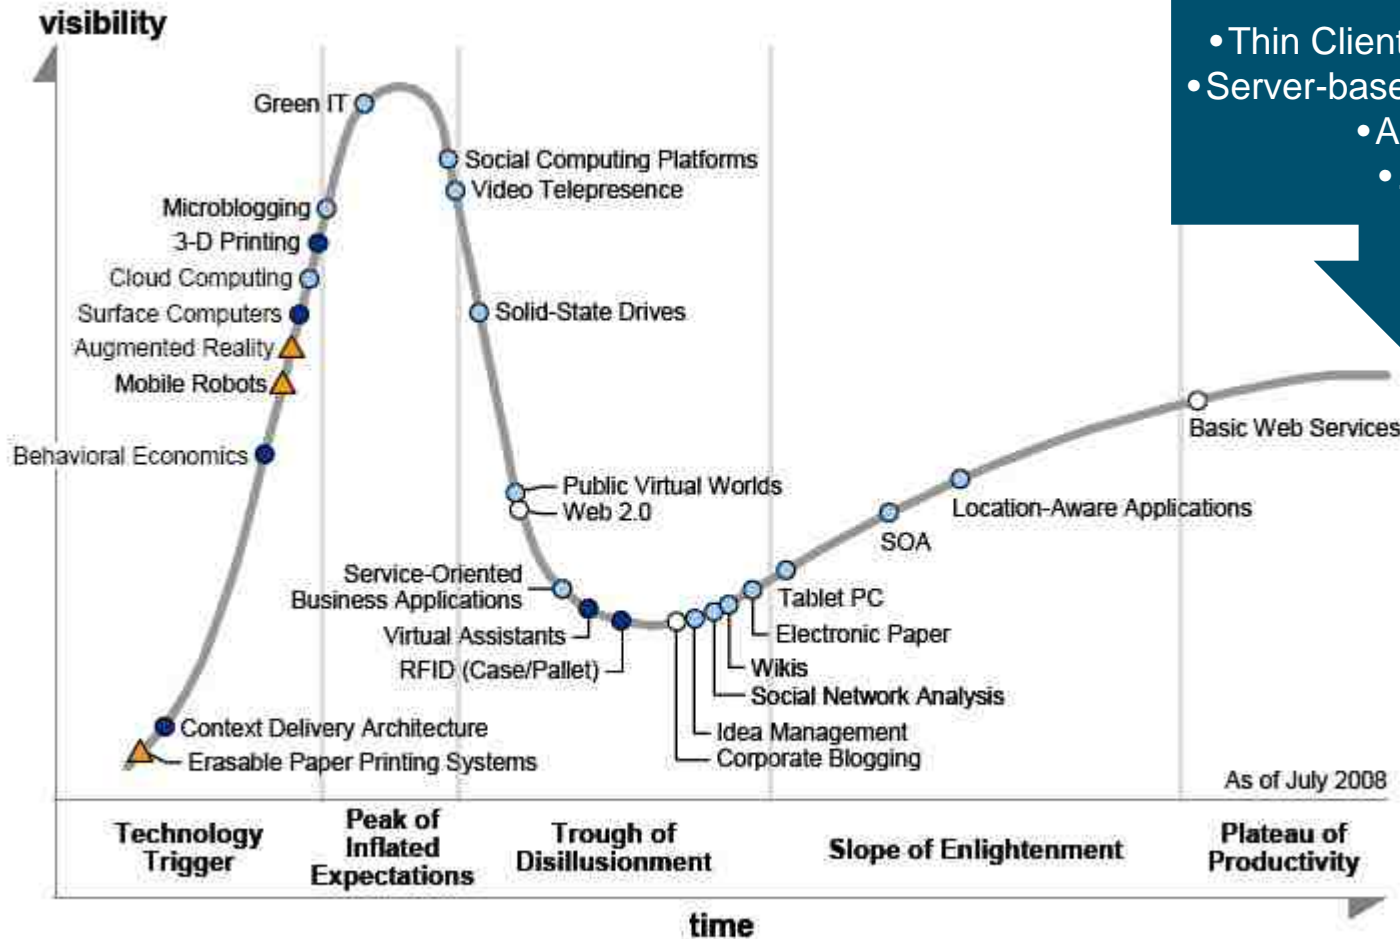 visibility
•Thin Client
•Server-base
•A
•
Green IT
Social Computing Platforms
Video Telepresence
Microblogging
3-D Printing
Cloud Computing
Surface Computers
Solid-State Drives
Augmented Reality
Mobile Robots
Basic Web Services
Behavioral Economics
Public Virtual Worlds
Web 2.0
Location-Aware Applications
SOA
Service-Oriented
Business Applications
Tablet PC
Virtual Assistants
Electronic Paper
RFID (Case/Pallet)
Wikis
Social Network Analysis
Context Delivery Architecture
Idea Management
Erasable Paper Printing Systems
Corporate Blogging
As of July 2008
Technology
Trigger
Peak of
Inflated
Expectations
Trough of
Disillusionment
Slope of Enlightenment
Plateau of
Productivity
time